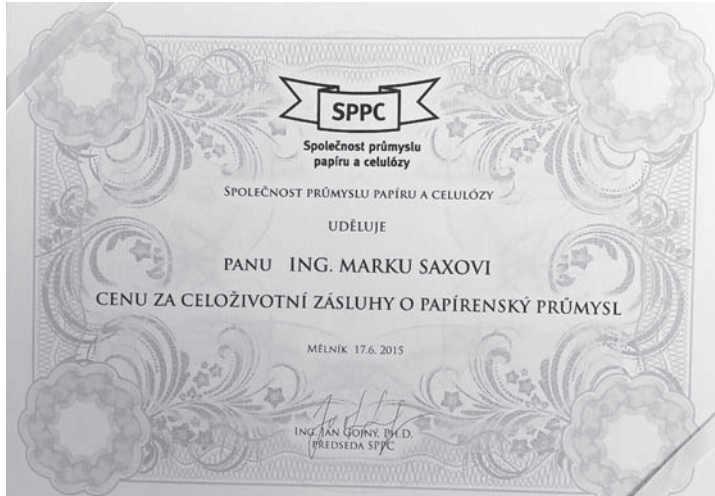 SPPC
Společnost průmyslu
papíru a celulózy
SPOLEČNOST PRŮMYSLU PAPÍRU A CELULÓZY
UDĚLUJE
PANU ING. MARKU SAXOVI
CENU ZA CELOŽIVOTNÍ ZÁSLUHY O PAPÍRENSKÝ PRŮMYSL
MĚLNÍK 17.6. 2015
ING. JAN GOJNÝ, PH.D.
PŘEDSEDA SPPC